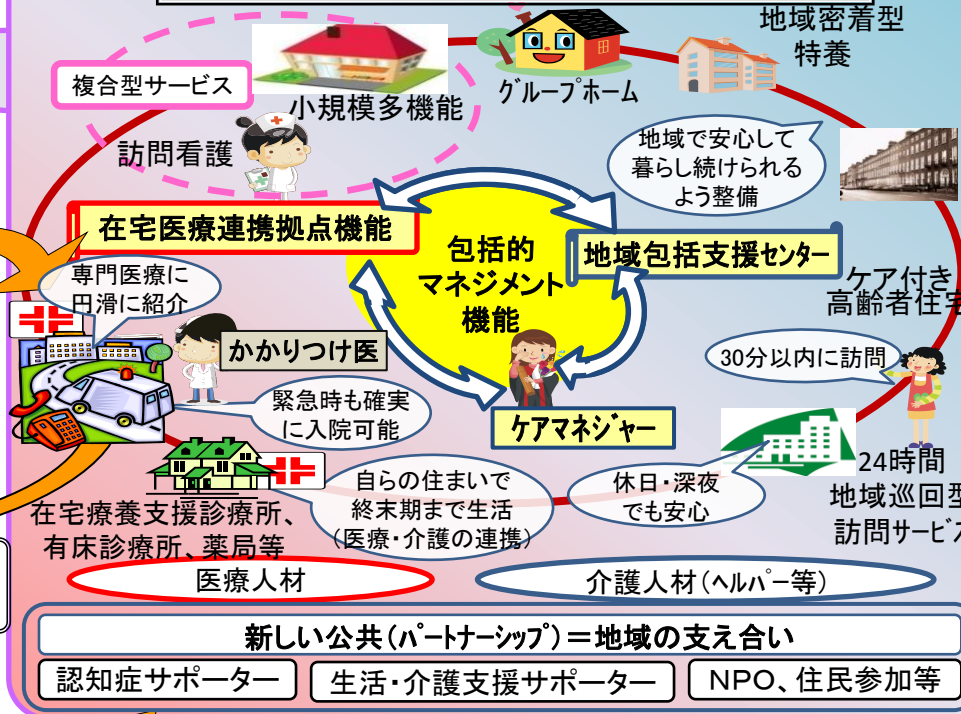 地域密着型
特養
複合型サービス
小規模多機能
グループホーム
訪問看護
地域で安心して
暮らし続けられる
よう整備
在宅医療連携拠点機能
包括的
マネジメント
機能
地域包括支援センター
専門医療に
円滑に紹介
ケア付き
高齢者住宅
かかりつけ医
30分以内に訪問
緊急時も確実
に入院可能
ケアマネジャー
24時間
地域巡回型
訪問サービス
自らの住まいで
終末期まで生活
(医療・介護の連携)
休日・深夜
でも安心
在宅療養支援診療所、
有床診療所、薬局等
医療人材
介護人材(ヘルパー等)
新しい公共(パートナーシップ)=地域の支え合い
認知症サポーター
生活・介護支援サポーター
NPO、住民参加等